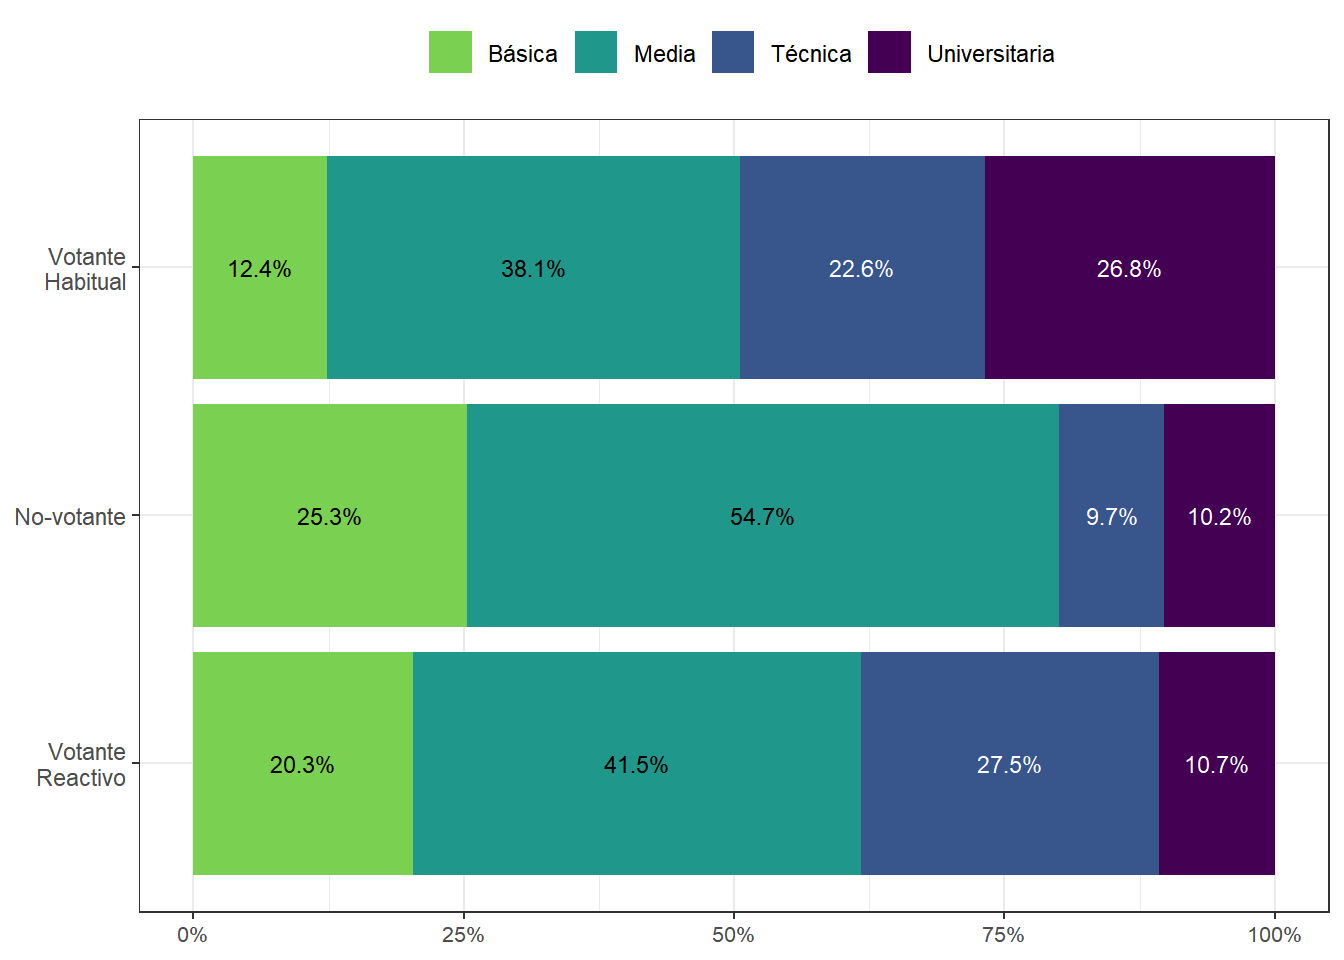 Básica Media Técnica Universitaria
Votante
Habitual
12.4% 38.1% 22.6% 26.8%
No-votante
25.3% 54.7% 9.7% 10.2%
Votante
Reactivo
20.3% 41.5% 27.5% 10.7%
0% 25% 50% 75% 100%